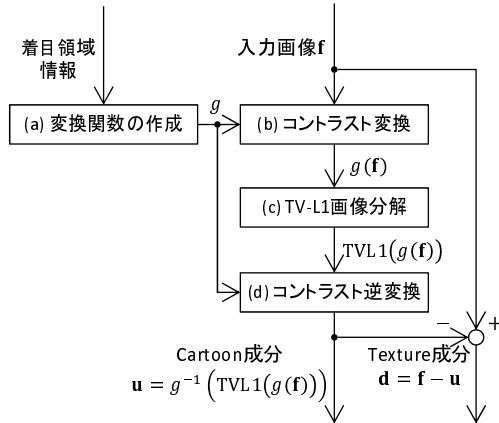 着目領域
情報
入力画像f
(a) 変換関数の作成
g
(b) コントラスト変換
g(f)
(c) TV-L1画像分解
TVL1(g(f))
(d) コントラスト逆変換
− +
Cartoon成分
u = g⁻¹(TVL1(g(f)))
Texture成分
d = f − u